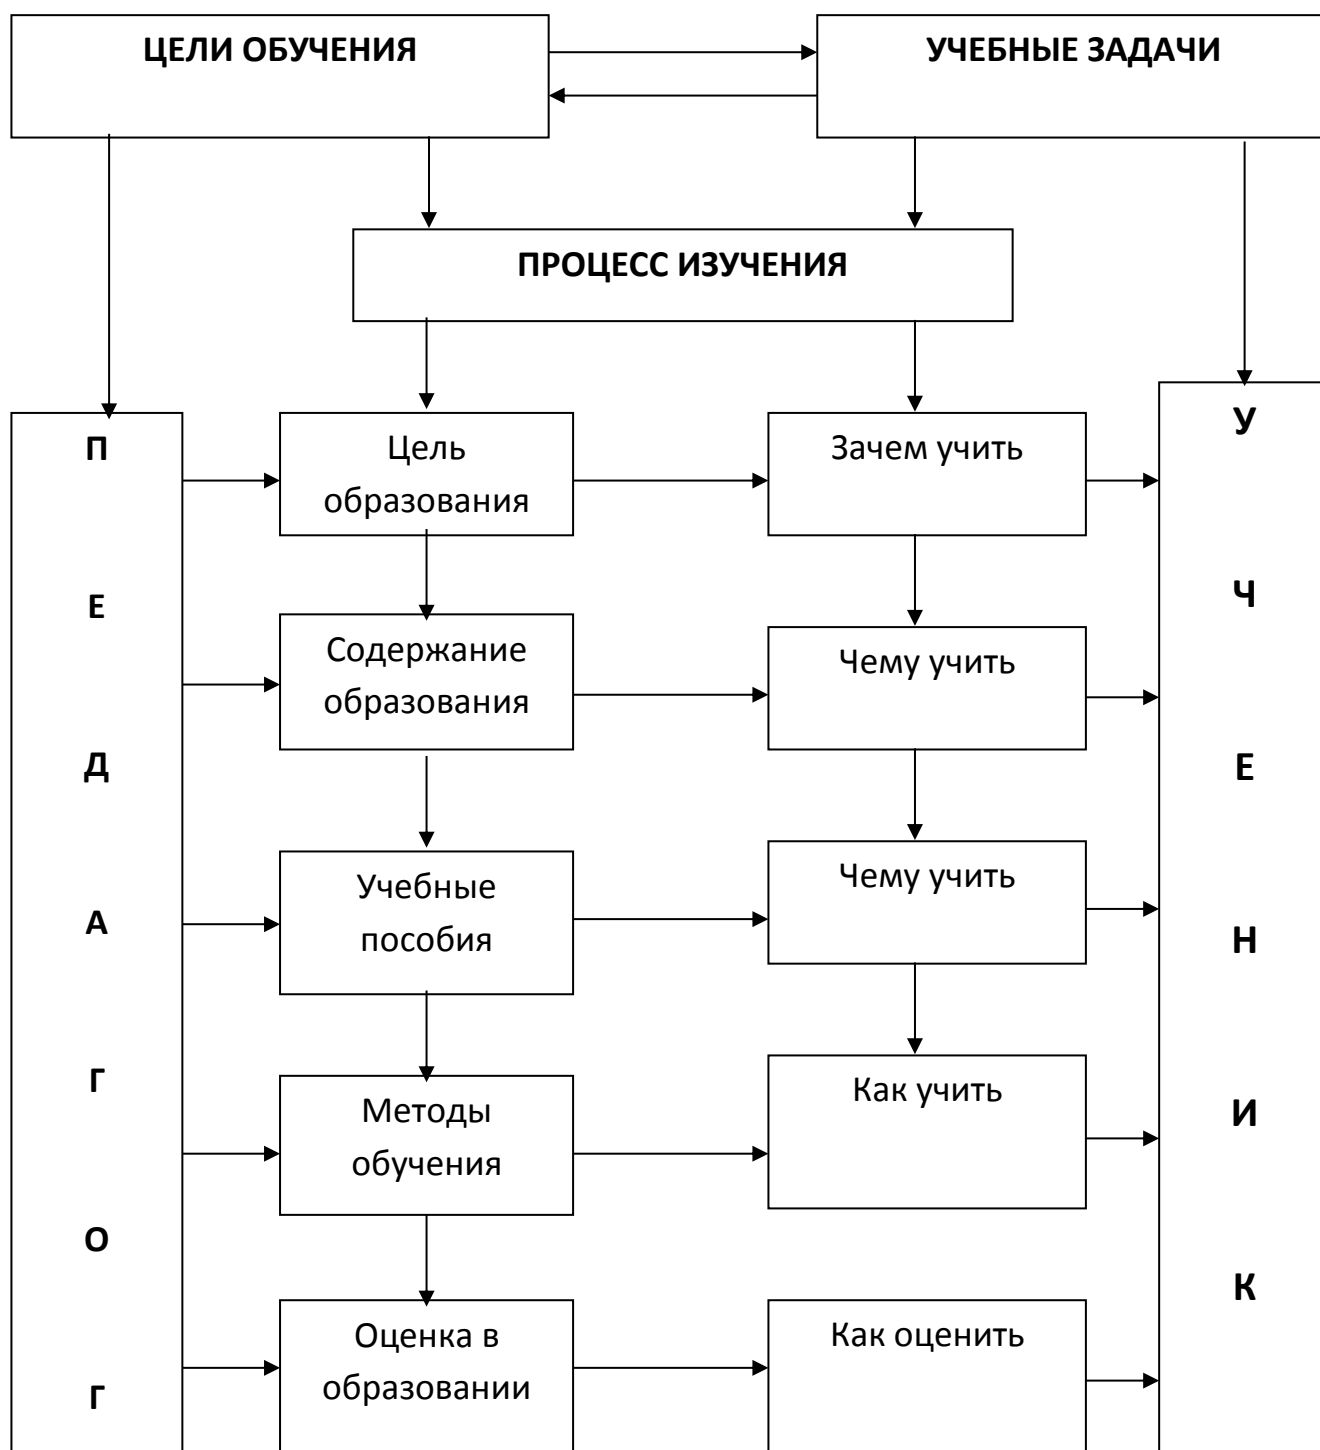 ЦЕЛИ ОБУЧЕНИЯ
УЧЕБНЫЕ ЗАДАЧИ
ПРОЦЕСС ИЗУЧЕНИЯ
П
Е
Д
А
Г
О
Г
Цель
образования
Зачем учить
Содержание
образования
Чему учить
Учебные
пособия
Чему учить
Методы
обучения
Как учить
Оценка в
образовании
Как оценить
У
Ч
Е
Н
И
К